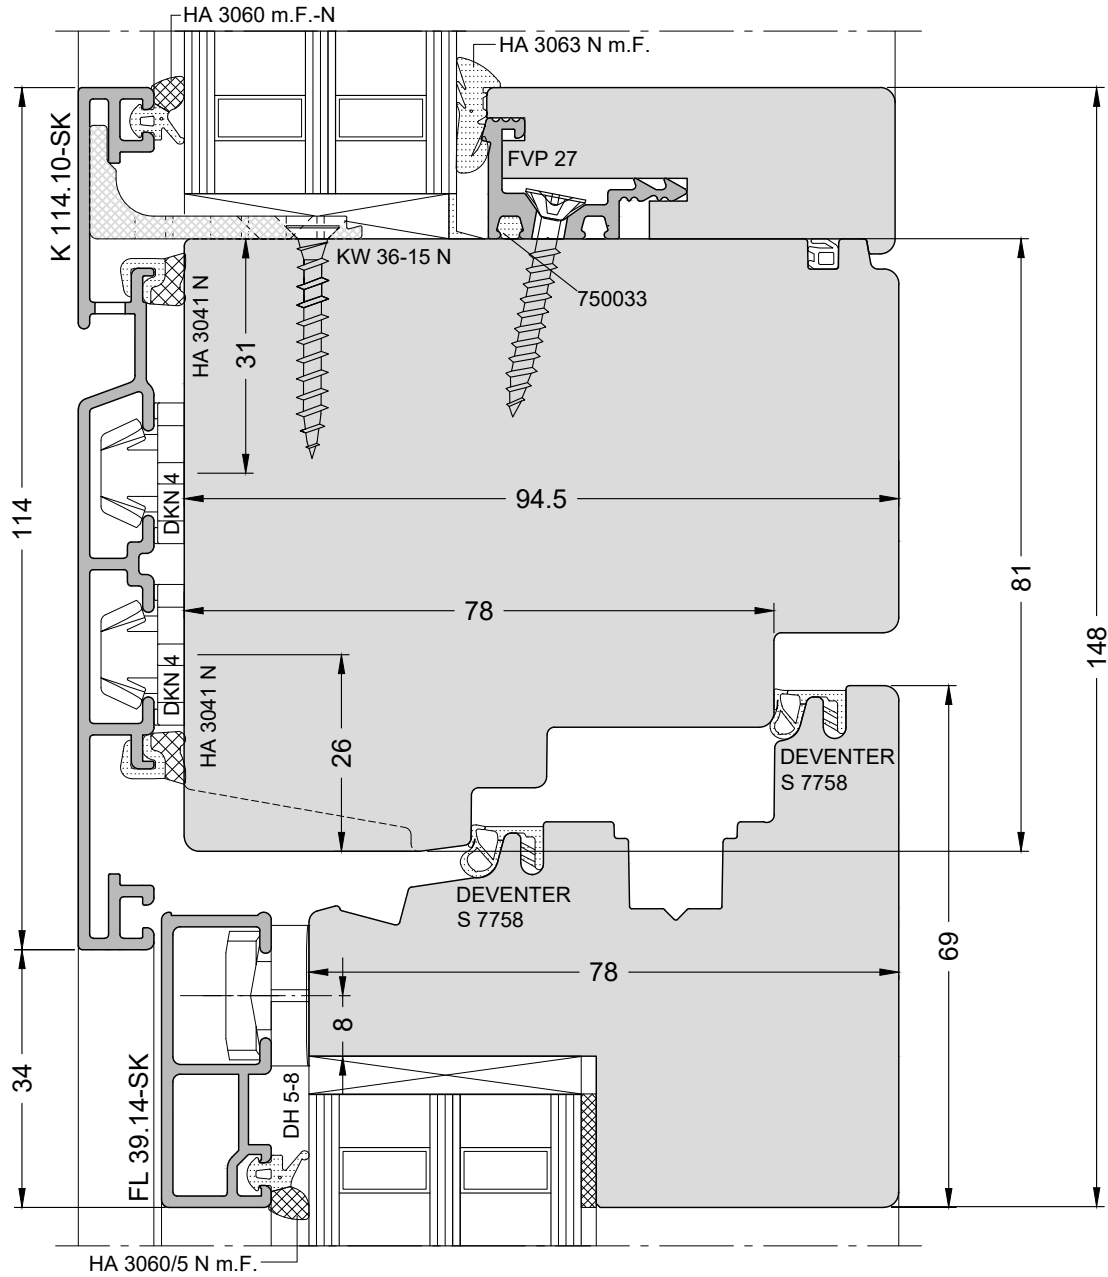 HA 3060 m.F.-N
HA 3063 N m.F.
K 114.10-SK
FVP 27
KW 36-15 N
750033
HA 3041 N
31
DKN 4
94.5
114
81
148
78
DKN 4
HA 3041 N
26
DEVENTER
S 7758
DEVENTER
S 7758
69
78
8
34
FL 39.14-SK
DH 5-8
HA 3060/5 N m.F.